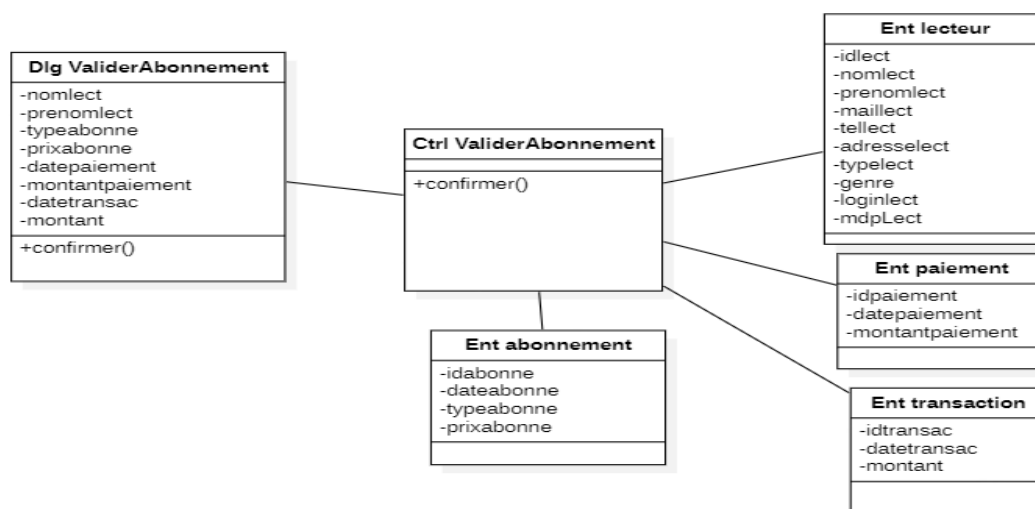 Dlg ValiderAbonnement
-nomlect
-prenomlect
-typeabonne
-prixabonne
-datepaiement
-montantpaiement
-datetransac
-montant
+confirmer()
Ctrl ValiderAbonnement
+confirmer()
Ent lecteur
-idlect
-nomlect
-prenomlect
-maillect
-tellect
-adresselect
-typelect
-genre
-loginlect
-mdpLect
Ent paiement
-idpaiement
-datepaiement
-montantpaiement
Ent abonnement
-idabonne
-dateabonne
-typeabonne
-prixabonne
Ent transaction
-idtransac
-datetransac
-montant